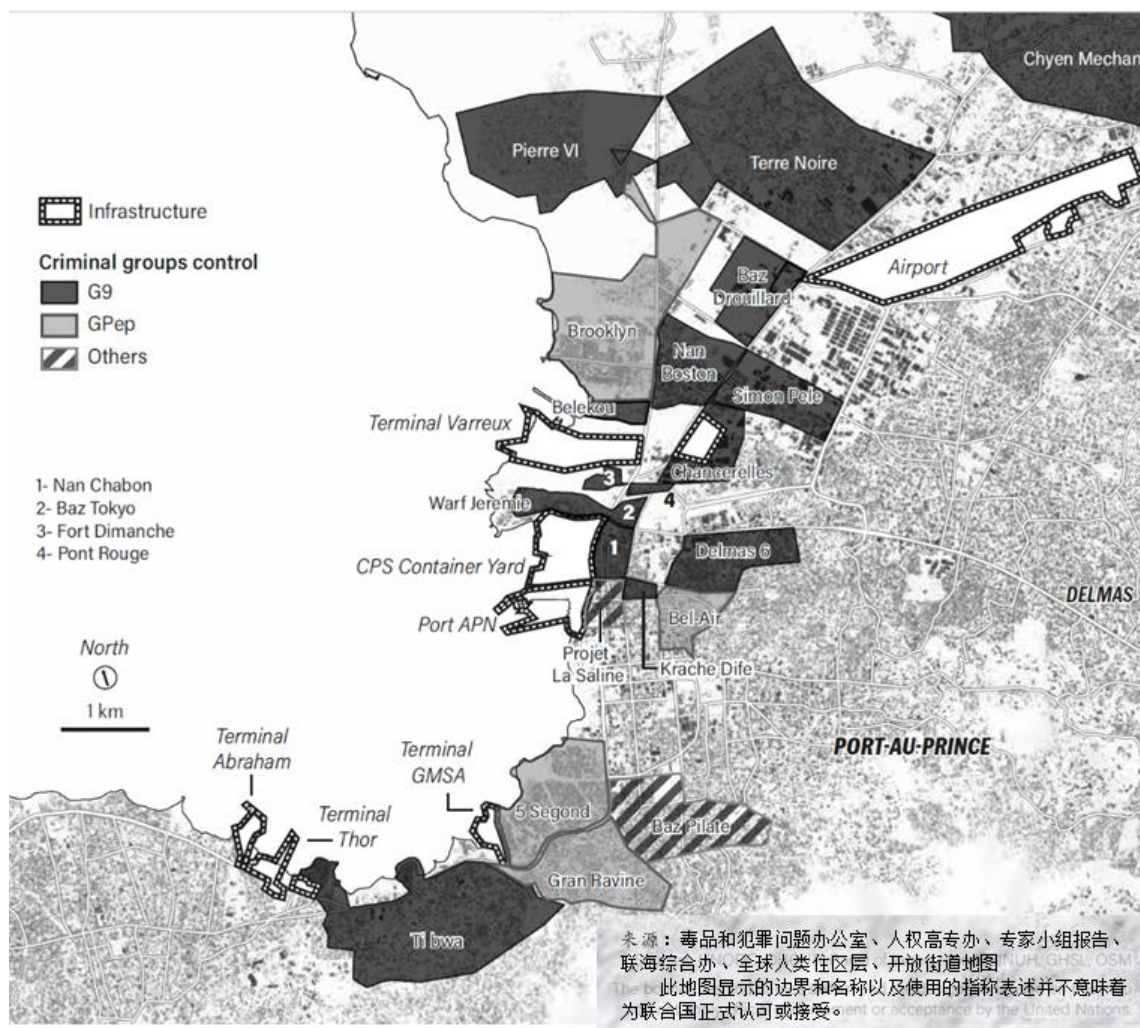 Chyen Mechan
Pierre VI
Terre Noire
Infrastructure
Criminal groups control
G9
GPep
Others
Airport
Baz
Drouillard
Brooklyn
Nan
Boston
Simon Pele
Belekou
Terminal Varreux
Chancerelles
3
4
Warf Jeremie
2
1- Nan Chabon
2- Baz Tokyo
3- Fort Dimanche
4- Pont Rouge
1
Delmas 6
CPS Container Yard
DELMAS
Port APN
Bel-Air
North
Projet
La Saline
Krache Dife
1 km
Terminal
Abraham
Terminal
GMSA
PORT-AU-PRINCE
Terminal
Thor
5 Segond
Baz Pilate
Gran Ravine
Ti bwa
来源：毒品和犯罪问题办公室、人权高专办、专家小组报告、
联海综合办、全球人类住区层、开放街道地图
此地图显示的边界和名称以及使用的指称表述并不意味着
为联合国正式认可或接受。